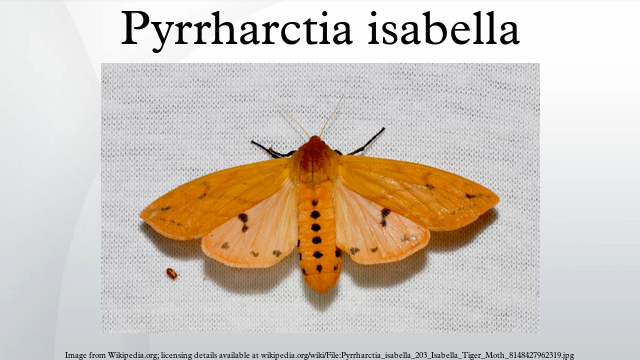 Pyrrharctia isabella
Image from Wikipedia.org; licensing details available at wikipedia.org/wiki/File:Pyrrharctia_isabella_203_Isabella_Tiger_Moth_8148427962319.jpg